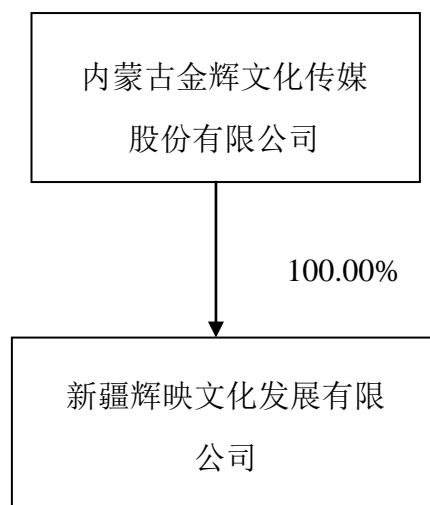 内蒙古金辉文化传媒
股份有限公司
100.00%
新疆辉映文化发展有限
公司